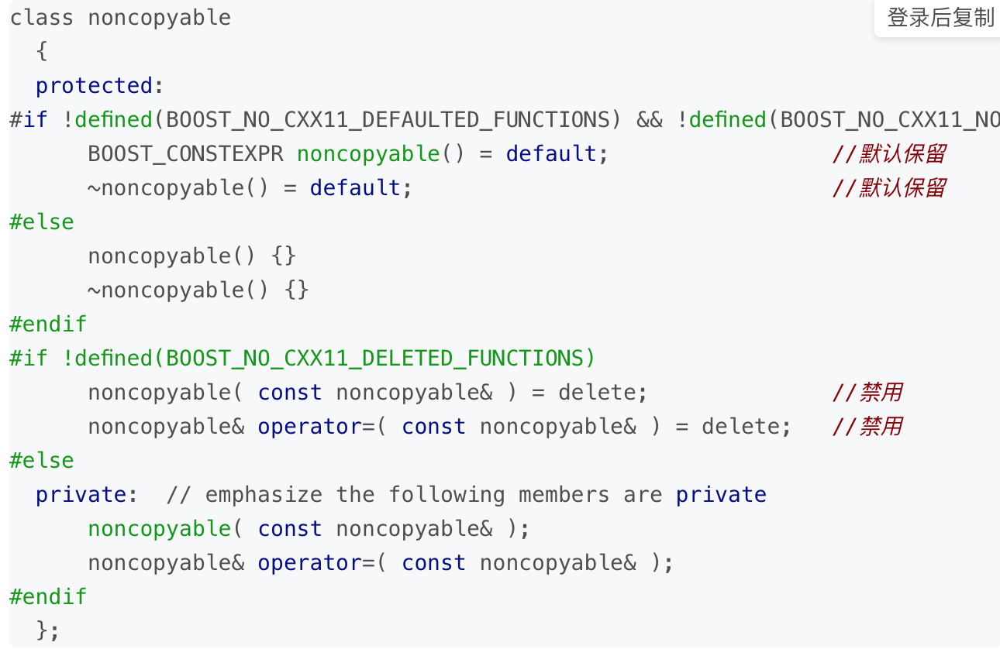 class noncopyable
登录后复制
  {
  protected:
#if !defined(BOOST_NO_CXX11_DEFAULTED_FUNCTIONS) && !defined(BOOST_NO_CXX11_NO
      BOOST_CONSTEXPR noncopyable() = default;                 //默认保留
      ~noncopyable() = default;                                //默认保留
#else
      noncopyable() {}
      ~noncopyable() {}
#endif
#if !defined(BOOST_NO_CXX11_DELETED_FUNCTIONS)
      noncopyable( const noncopyable& ) = delete;              //禁用
      noncopyable& operator=( const noncopyable& ) = delete;   //禁用
#else
  private:  // emphasize the following members are private
      noncopyable( const noncopyable& );
      noncopyable& operator=( const noncopyable& );
#endif
  };